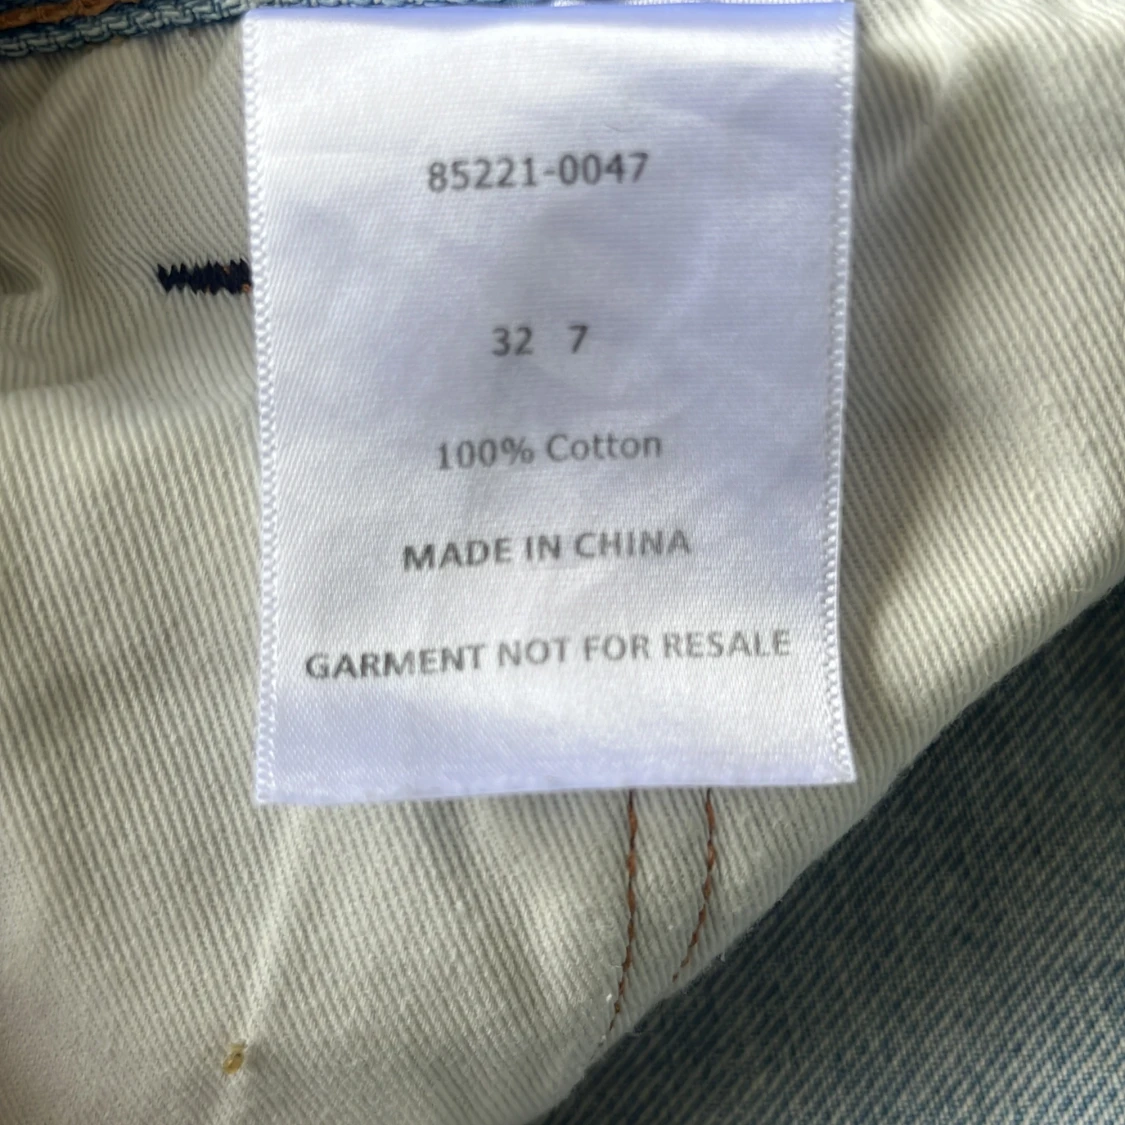 85221-0047
32 7
100% Cotton
MADE IN CHINA
GARMENT NOT FOR RESALE